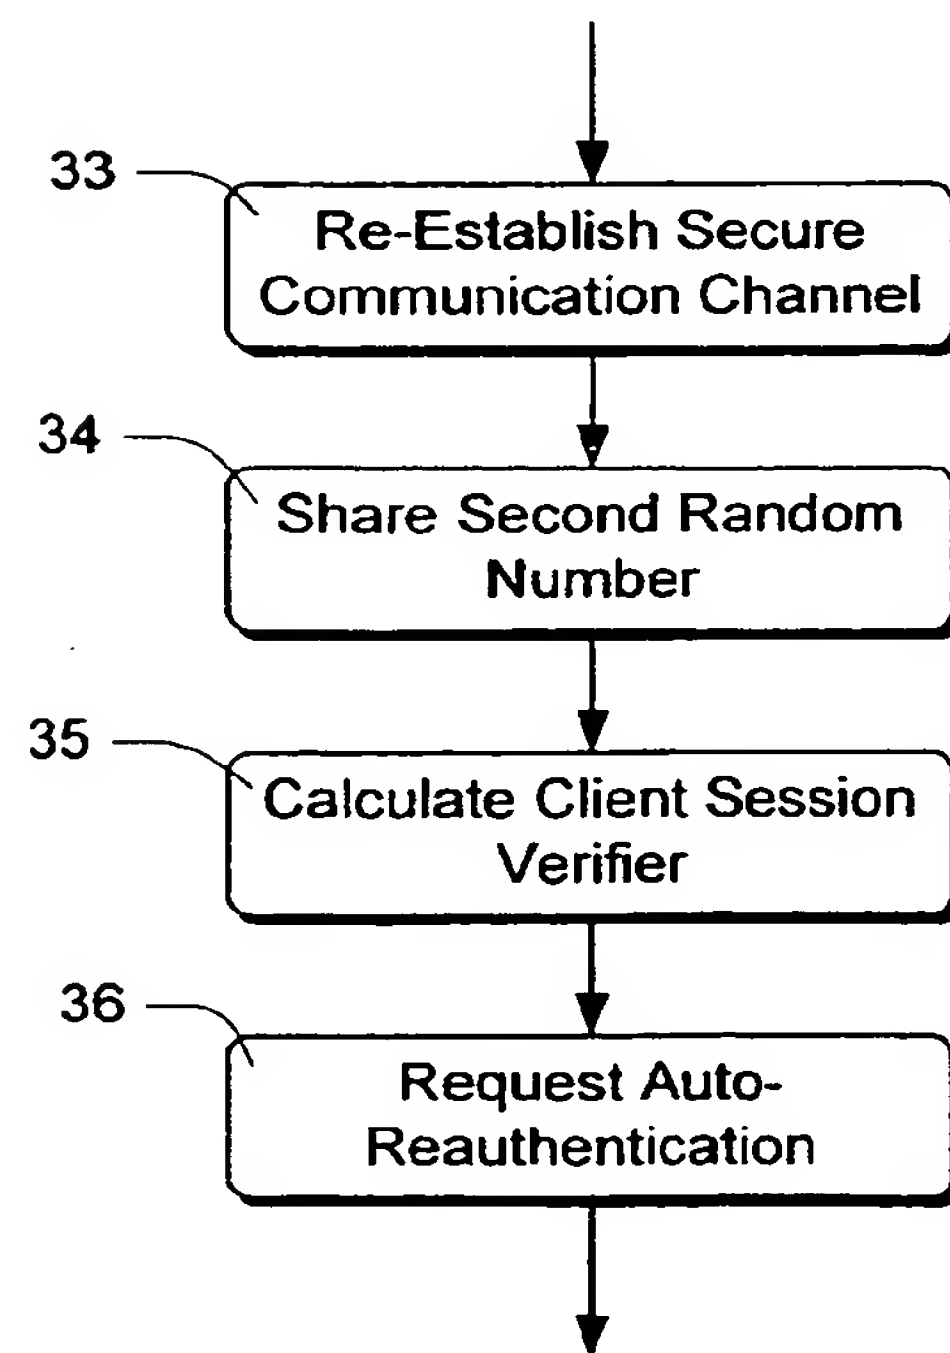 33
Re-Establish Secure
Communication Channel
34
Share Second Random
Number
35
Calculate Client Session
Verifier
36
Request Auto-
Reauthentication